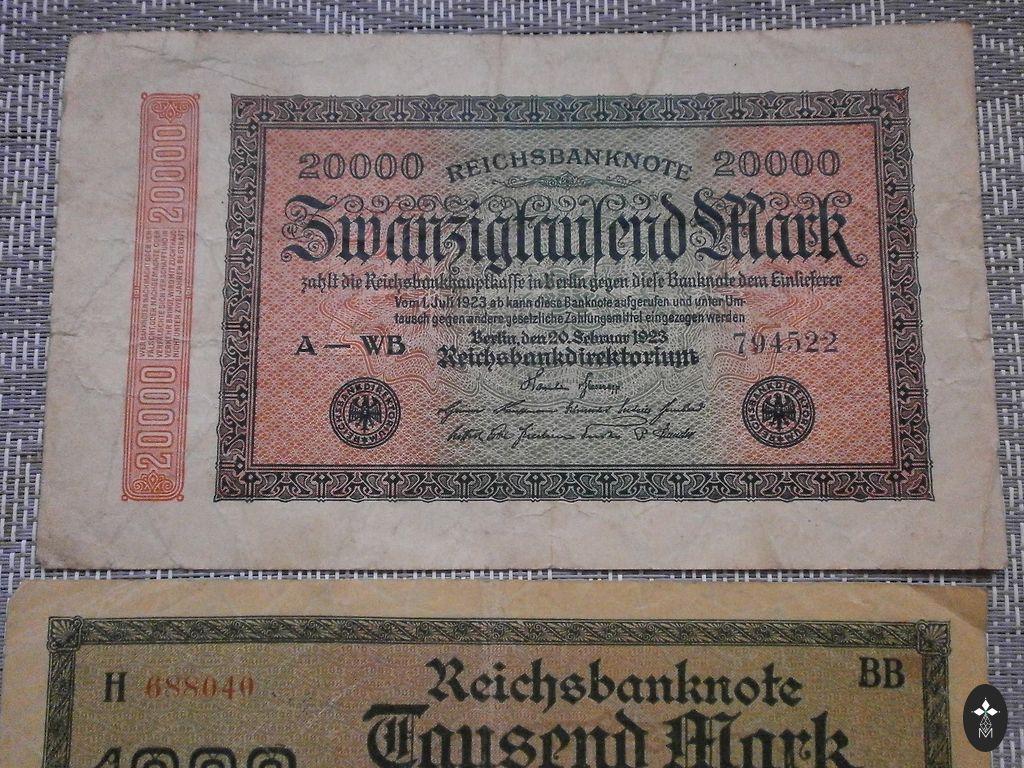 20000 REICHSBANKNOTE 20000
Zwanzigtausend Mark
zahlt die Reichsbankhauptkasse in Berlin gegen diese Banknote dem Einlieferer
Vom 1. Juli 1923 ab kann diese Banknote aufgerufen und unter Um-
tausch gegen andere gesetzliche Zahlungsmittel eingezogen werden
Berlin, den 20. Februar 1923
A — WB 794522
Reichsbankdirektorium
20000 20000
H 688040 BB
Reichsbanknote
Tausend Mark
1000